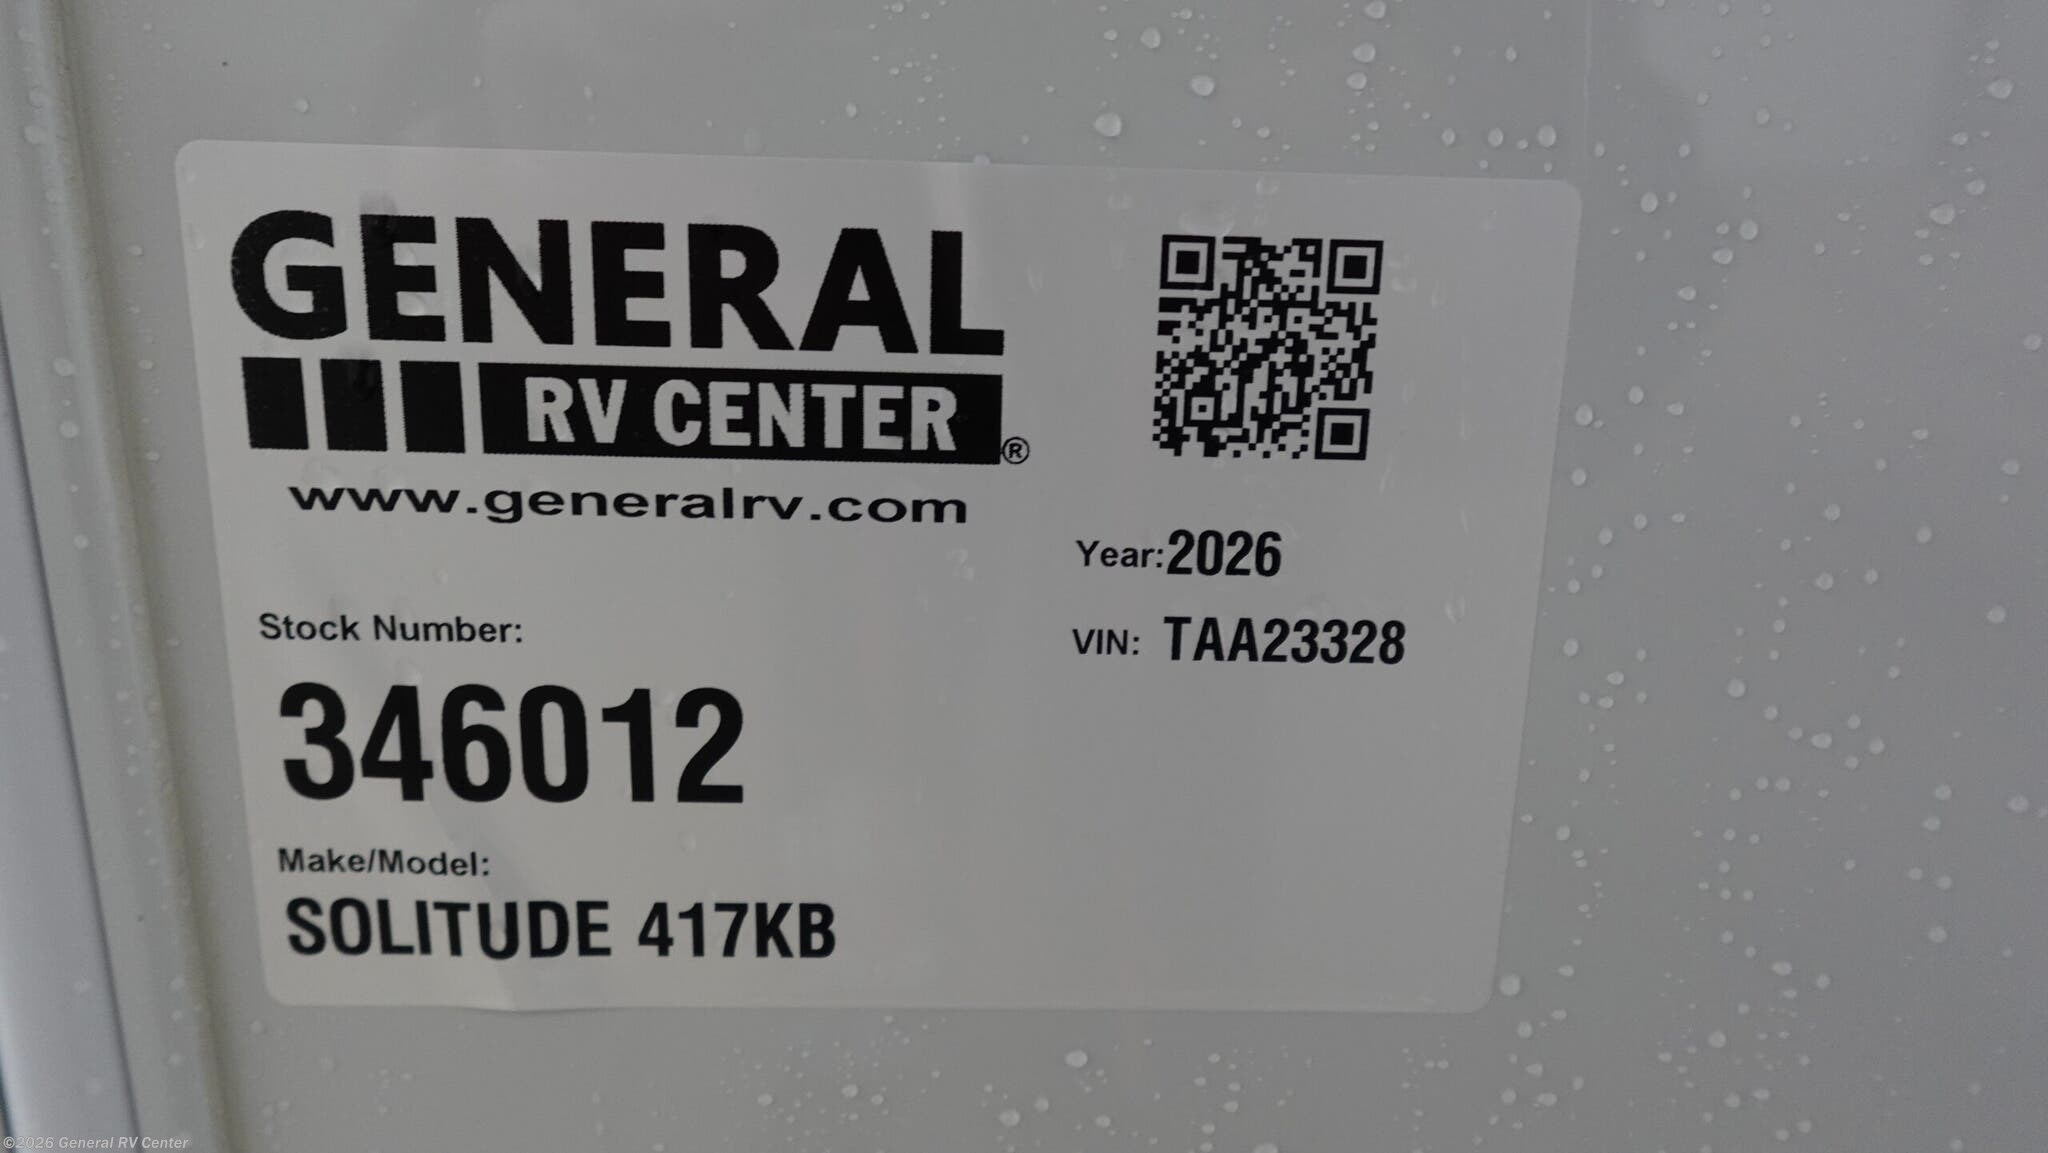 GENERAL
RV CENTER®
www.generalrv.com
Year: 2026
VIN: TAA23328
Stock Number:
346012
Make/Model:
SOLITUDE 417KB
©2026 General RV Center